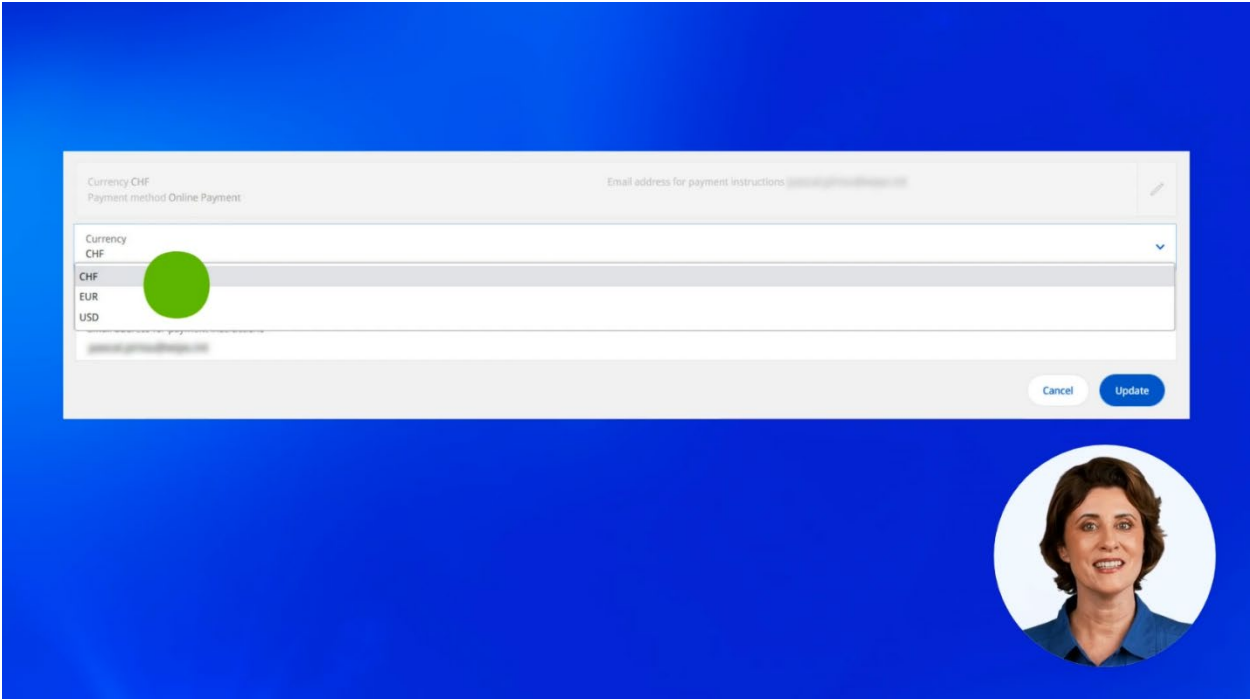 Currency CHF
Email address for payment instructions
Payment method Online Payment
Currency
CHF
CHF
EUR
USD
Cancel
Update